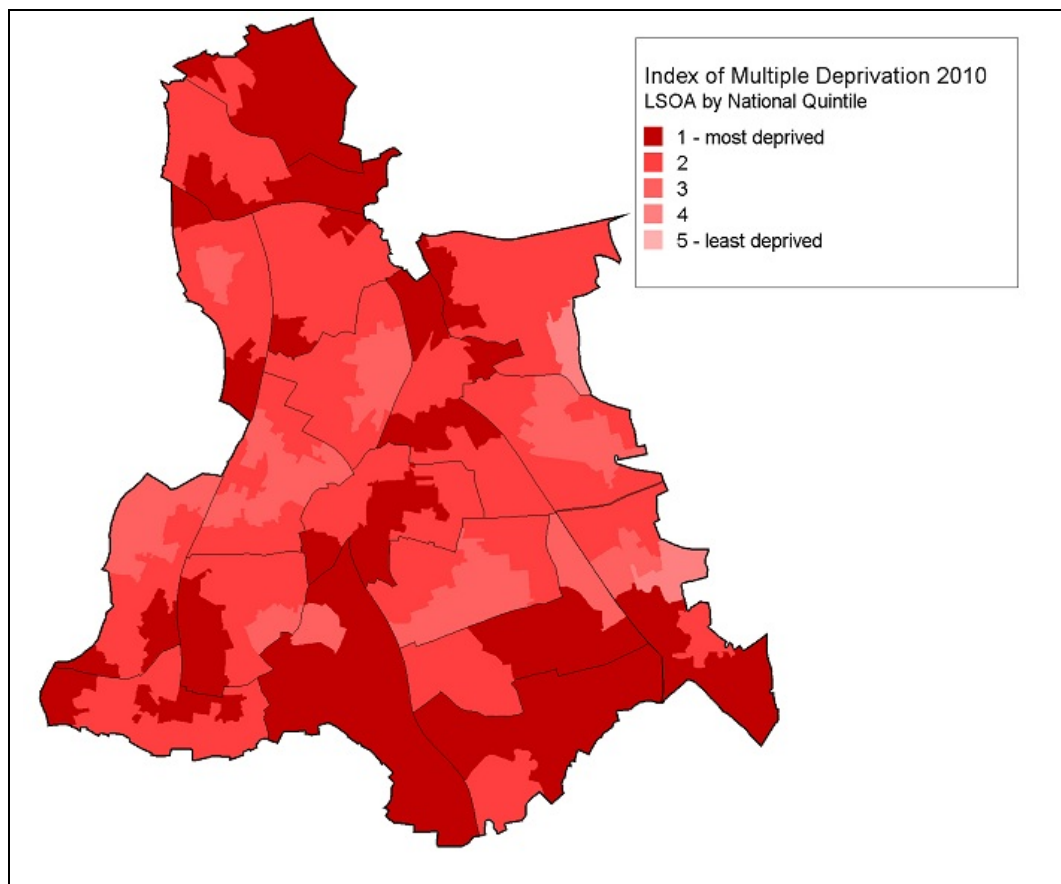 Index of Multiple Deprivation 2010
LSOA by National Quintile
1 - most deprived
2
3
4
5 - least deprived